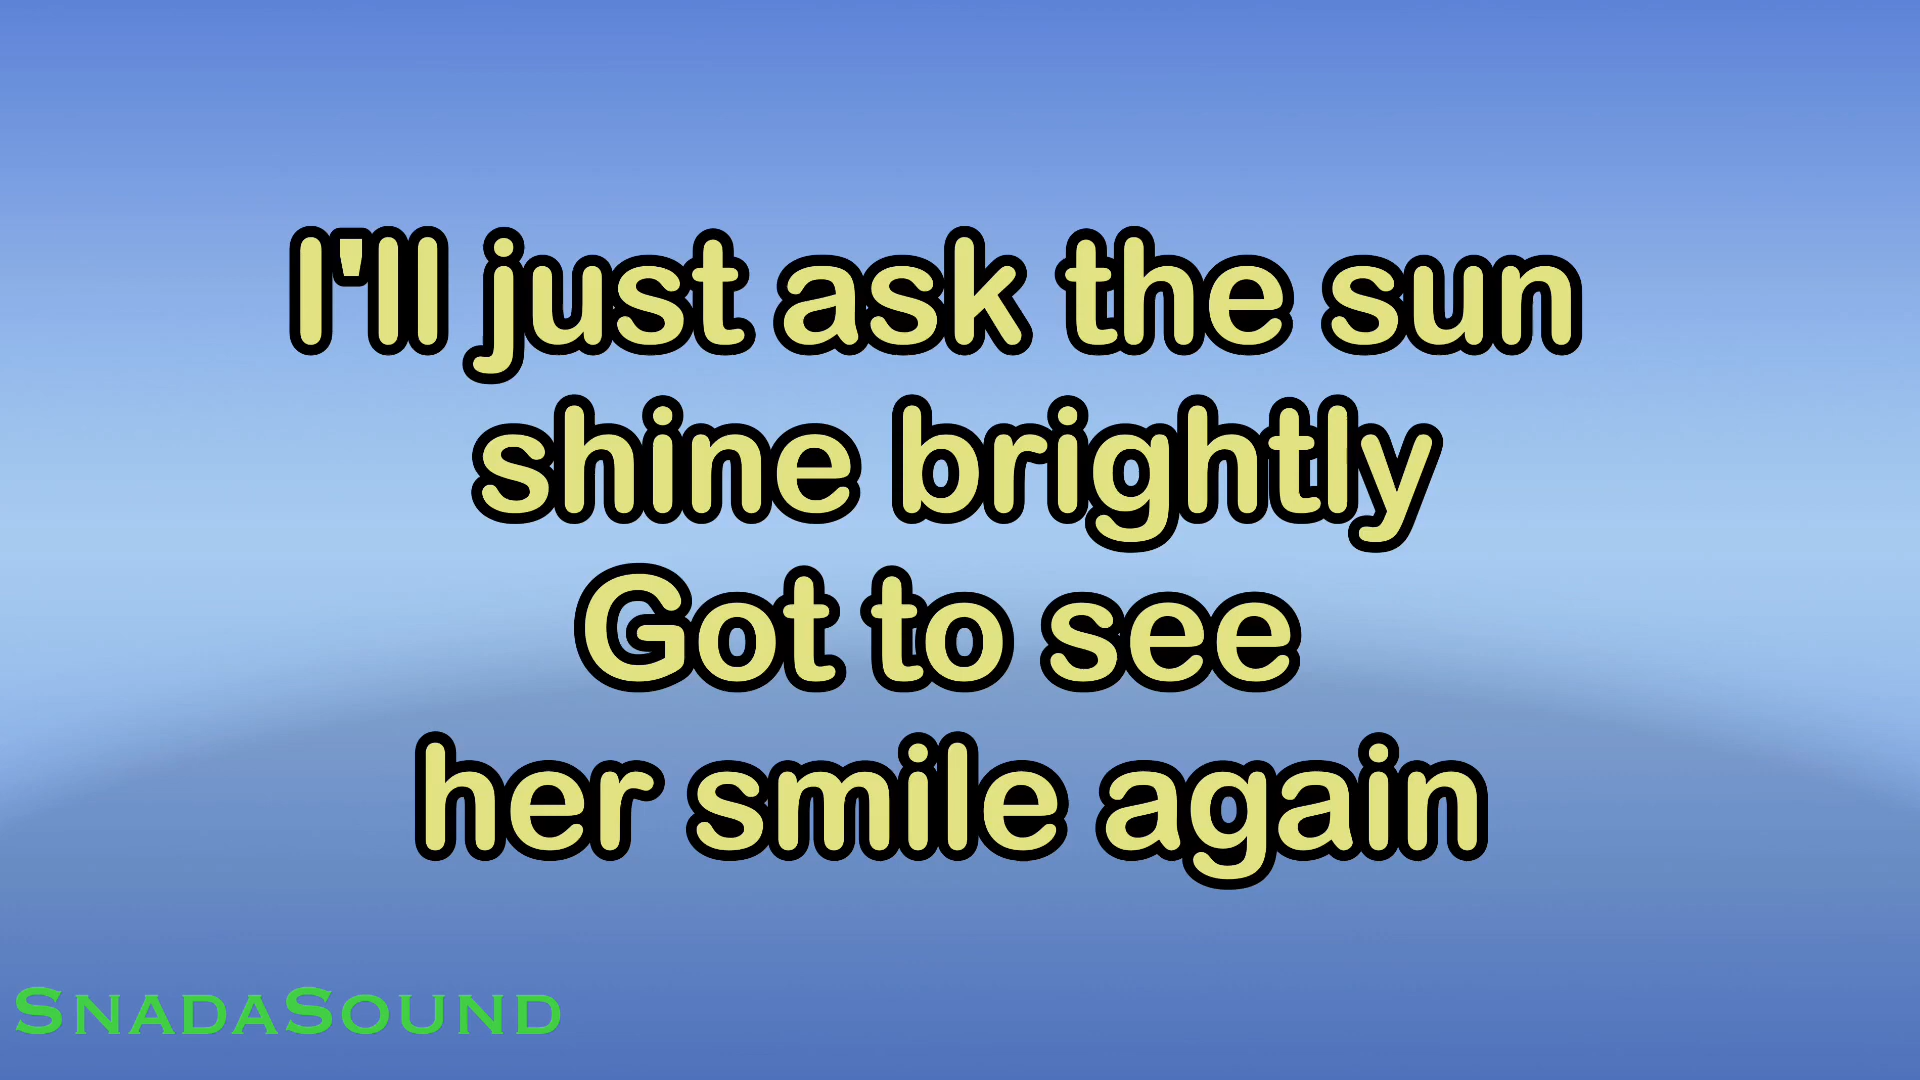 I'll just ask the sun
shine brightly
Got to see
her smile again
SnadaSound